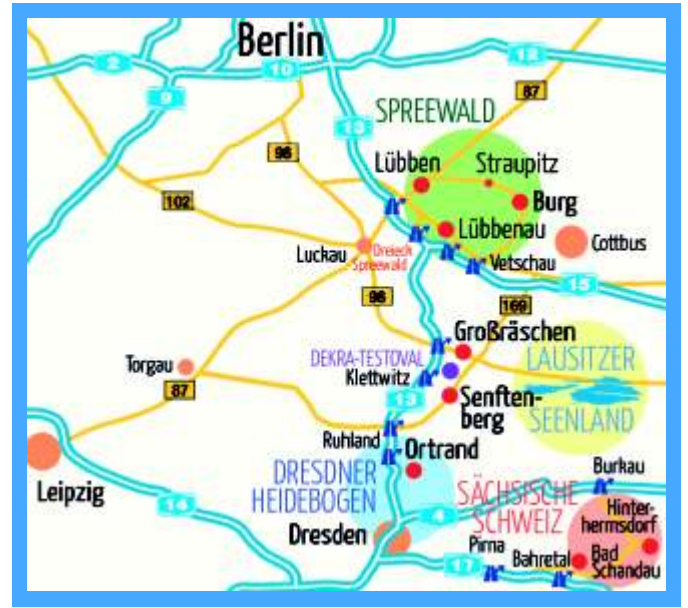 Berlin
2
10
12
9
87
13
SPREEWALD
96
Lübben
Straupitz
102
Burg
Lübbenau
Luckau
Dreieck
Spreewald
Cottbus
Vetschau
15
96
169
Großräschen
DEKRA-TESTOVAL
LAUSITZER
Torgau
Klettwitz
87
13
Senften-
berg
SEENLAND
Ruhland
Ortrand
DRESDNER
HEIDEBOGEN
Burkau
Leipzig
SÄCHSISCHE
SCHWEIZ
14
4
Hinter-
hermsdorf
Dresden
Pirna
17
Bahretal
Bad
Schandau